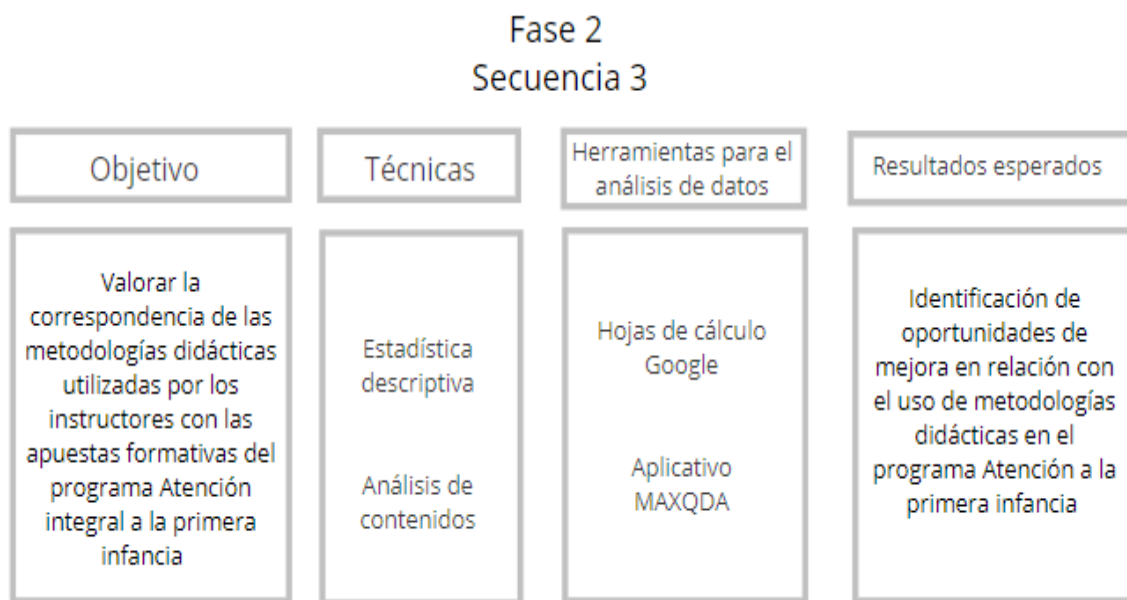 Fase 2
Secuencia 3
Objetivo
Técnicas
Herramientas para el
análisis de datos
Resultados esperados
Valorar la
correspondencia de las
metodologías didácticas
utilizadas por los
instructores con las
apuestas formativas del
programa Atención
integral a la primera
infancia
Estadística
descriptiva
Análisis de
contenidos
Hojas de cálculo
Google
Aplicativo
MAXQDA
Identificación de
oportunidades de
mejora en relación con
el uso de metodologías
didácticas en el
programa Atención a la
primera infancia